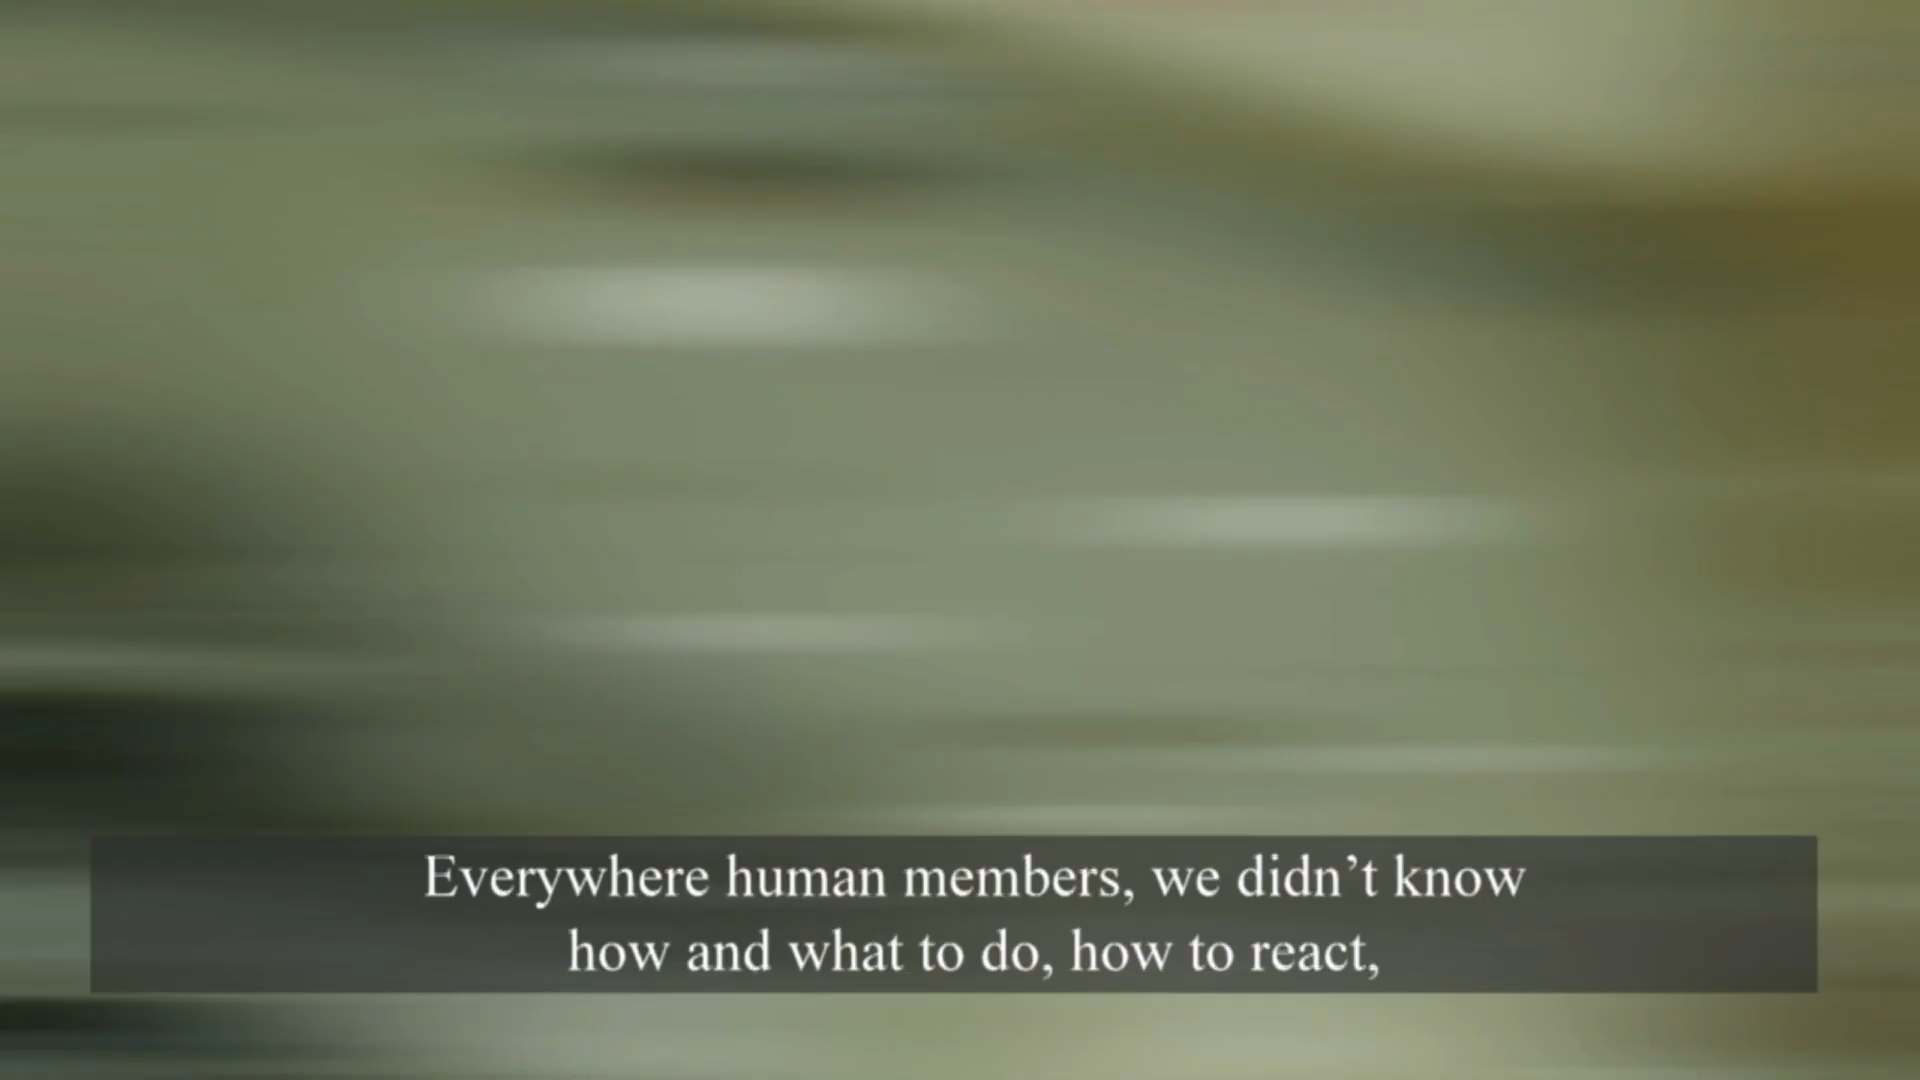 Everywhere human members, we didn’t know
how and what to do, how to react,